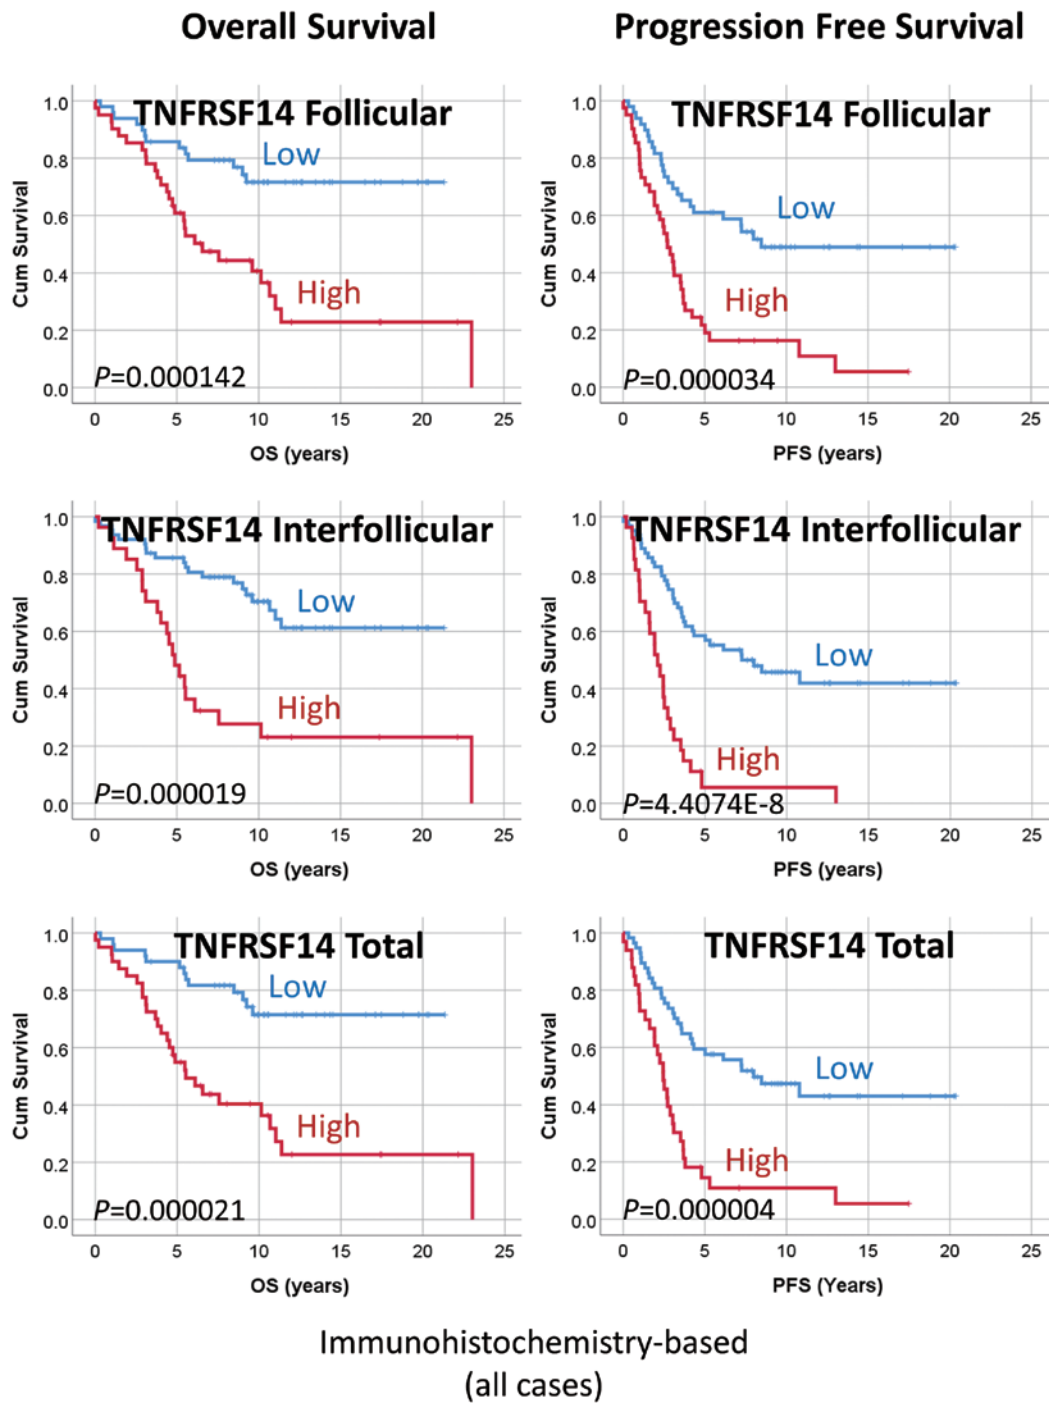 Overall Survival
Progression Free Survival
TNFRSF14 Follicular
Low
High
P=0.000142
Cum Survival
1.0
0.8
0.6
0.4
0.2
0.0
0 5 10 15 20 25
OS (years)
TNFRSF14 Follicular
Low
High
P=0.000034
Cum Survival
1.0
0.8
0.6
0.4
0.2
0.0
0 5 10 15 20 25
PFS (years)
TNFRSF14 Interfollicular
Low
High
P=0.000019
Cum Survival
1.0
0.8
0.6
0.4
0.2
0.0
0 5 10 15 20 25
OS (years)
TNFRSF14 Interfollicular
Low
High
P=4.4074E-8
Cum Survival
1.0
0.8
0.6
0.4
0.2
0.0
0 5 10 15 20 25
PFS (years)
TNFRSF14 Total
Low
High
P=0.000021
Cum Survival
1.0
0.8
0.6
0.4
0.2
0.0
0 5 10 15 20 25
OS (years)
TNFRSF14 Total
Low
High
P=0.000004
Cum Survival
1.0
0.8
0.6
0.4
0.2
0.0
0 5 10 15 20 25
PFS (Years)
Immunohistochemistry-based
(all cases)